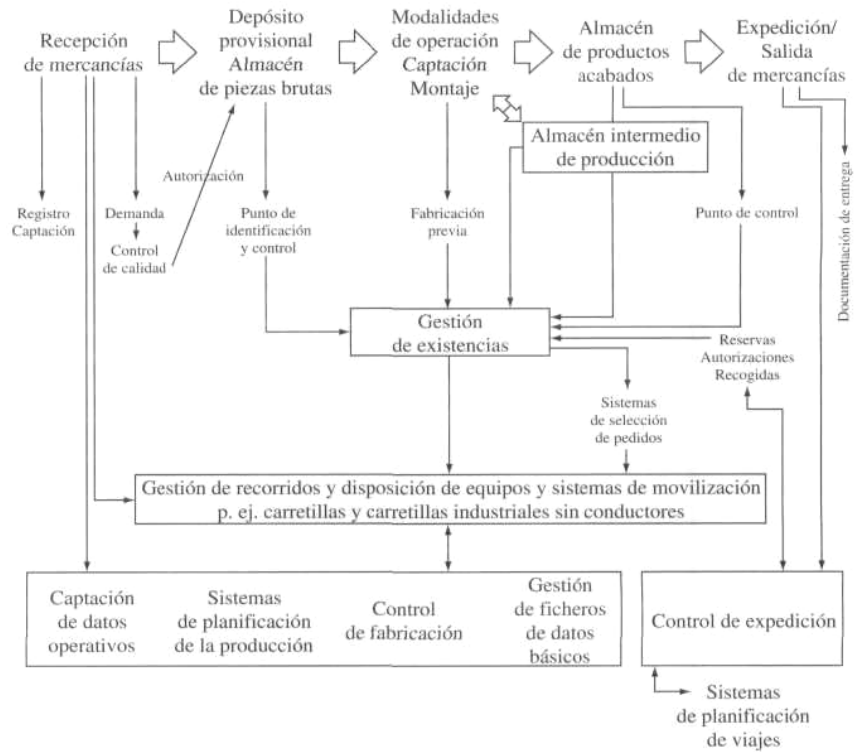 Recepción
de mercancías
Depósito
provisional
Almacén
de piezas brutas
Modalidades
de operación
Captación
Montaje
Almacén
de productos
acabados
Expedición/
Salida
de mercancías
Almacén intermedio
de producción
Autorización
Registro
Captación
Demanda
Control
de calidad
Punto de
identificación
y control
Fabricación
previa
Punto de control
Documentación de entrega
Gestión
de existencias
Reservas
Autorizaciones
Recogidas
Sistemas
de selección
de pedidos
Gestión de recorridos y disposición de equipos y sistemas de movilización
p. ej. carretillas y carretillas industriales sin conductores
Captación
de datos
operativos
Sistemas
de planificación
de la producción
Control
de fabricación
Gestión
de ficheros
de datos
básicos
Control de expedición
Sistemas
de planificación
de viajes